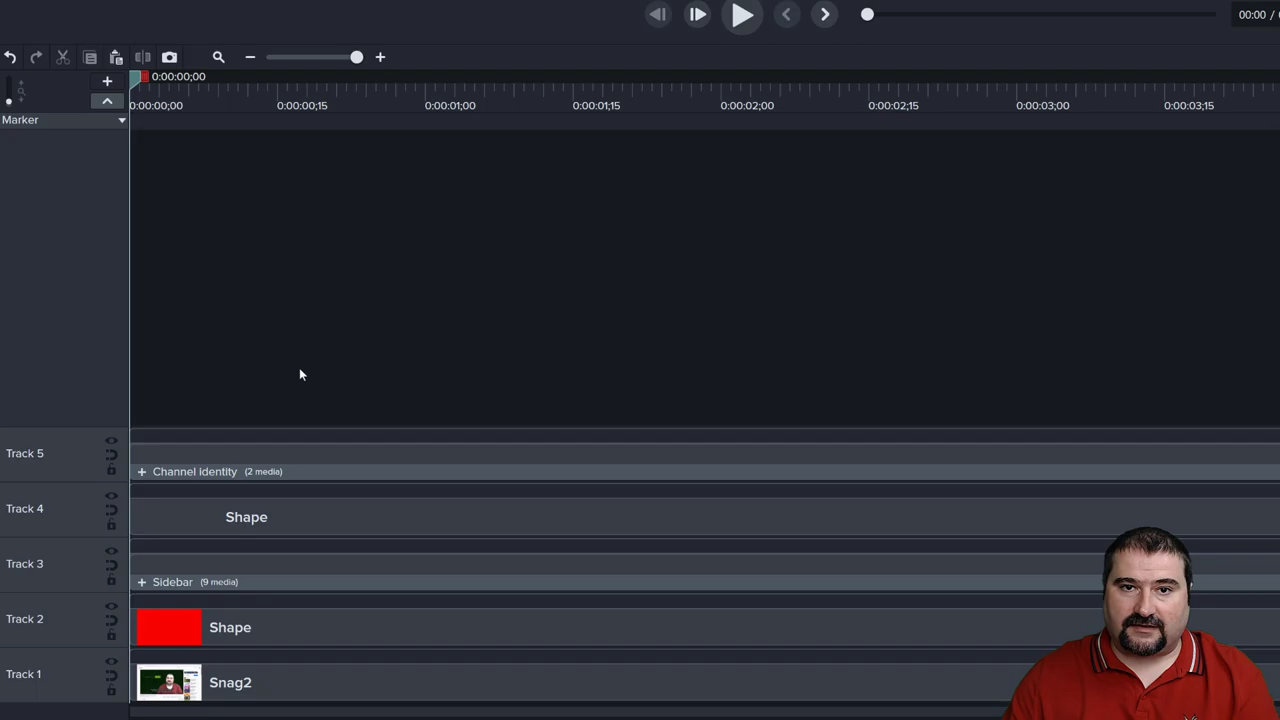 00:00 /
0:00:00;00
0:00:00;00 0:00:00;15 0:00:01;00 0:00:01;15 0:00:02;00 0:00:02;15 0:00:03;00 0:00:03;15
Marker
Track 5
+ Channel identity (2 media)
Track 4
Shape
Track 3
+ Sidebar (9 media)
Track 2
Shape
Track 1
Snag2